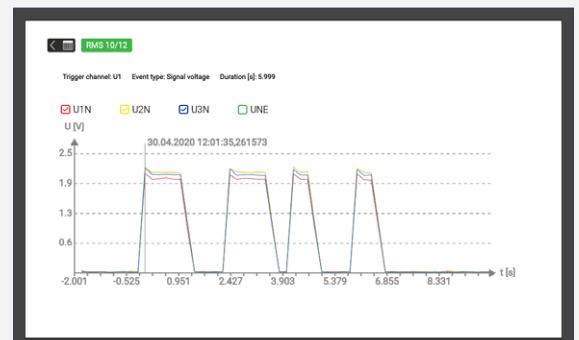 RMS 10/12
Trigger channel: U1 Event type: Signal voltage Duration [s]: 5.999
U1N U2N U3N UNE
U [V]
30.04.2020 12:01:35,261573
2.5
1.9
1.3
0.6
-2.001 -0.525 0.951 2.427 3.903 5.379 6.855 8.331 t [s]